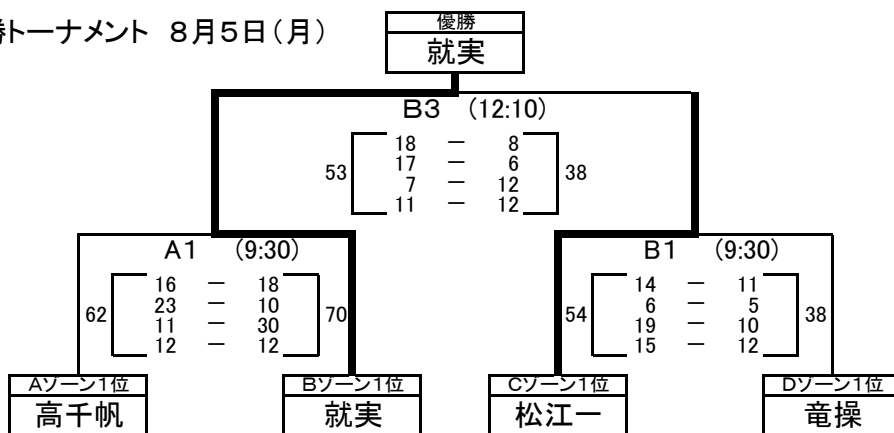 勝トーナメント ８月５日（月）
優勝
就実
Ｂ３ (12:10)
53 38
18 － 8
17 － 6
7 － 12
11 － 12
Ａ１ (9:30)
62 70
16 － 18
23 － 10
11 － 30
12 － 12
Ｂ１ (9:30)
54 38
14 － 11
6 － 5
19 － 10
15 － 12
Aゾーン１位
高千帆
Bゾーン１位
就実
Cゾーン１位
松江一
Dゾーン１位
竜操